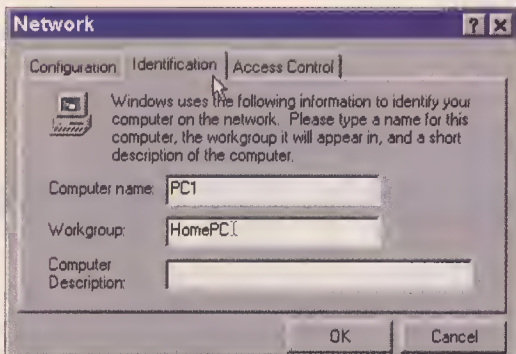 Network
Configuration Identification Access Control
Windows uses the following information to identify your
computer on the network. Please type a name for this
computer, the workgroup it will appear in, and a short
description of the computer.
Computer name: PC1
Workgroup: HomePC
Computer
Description:
OK Cancel